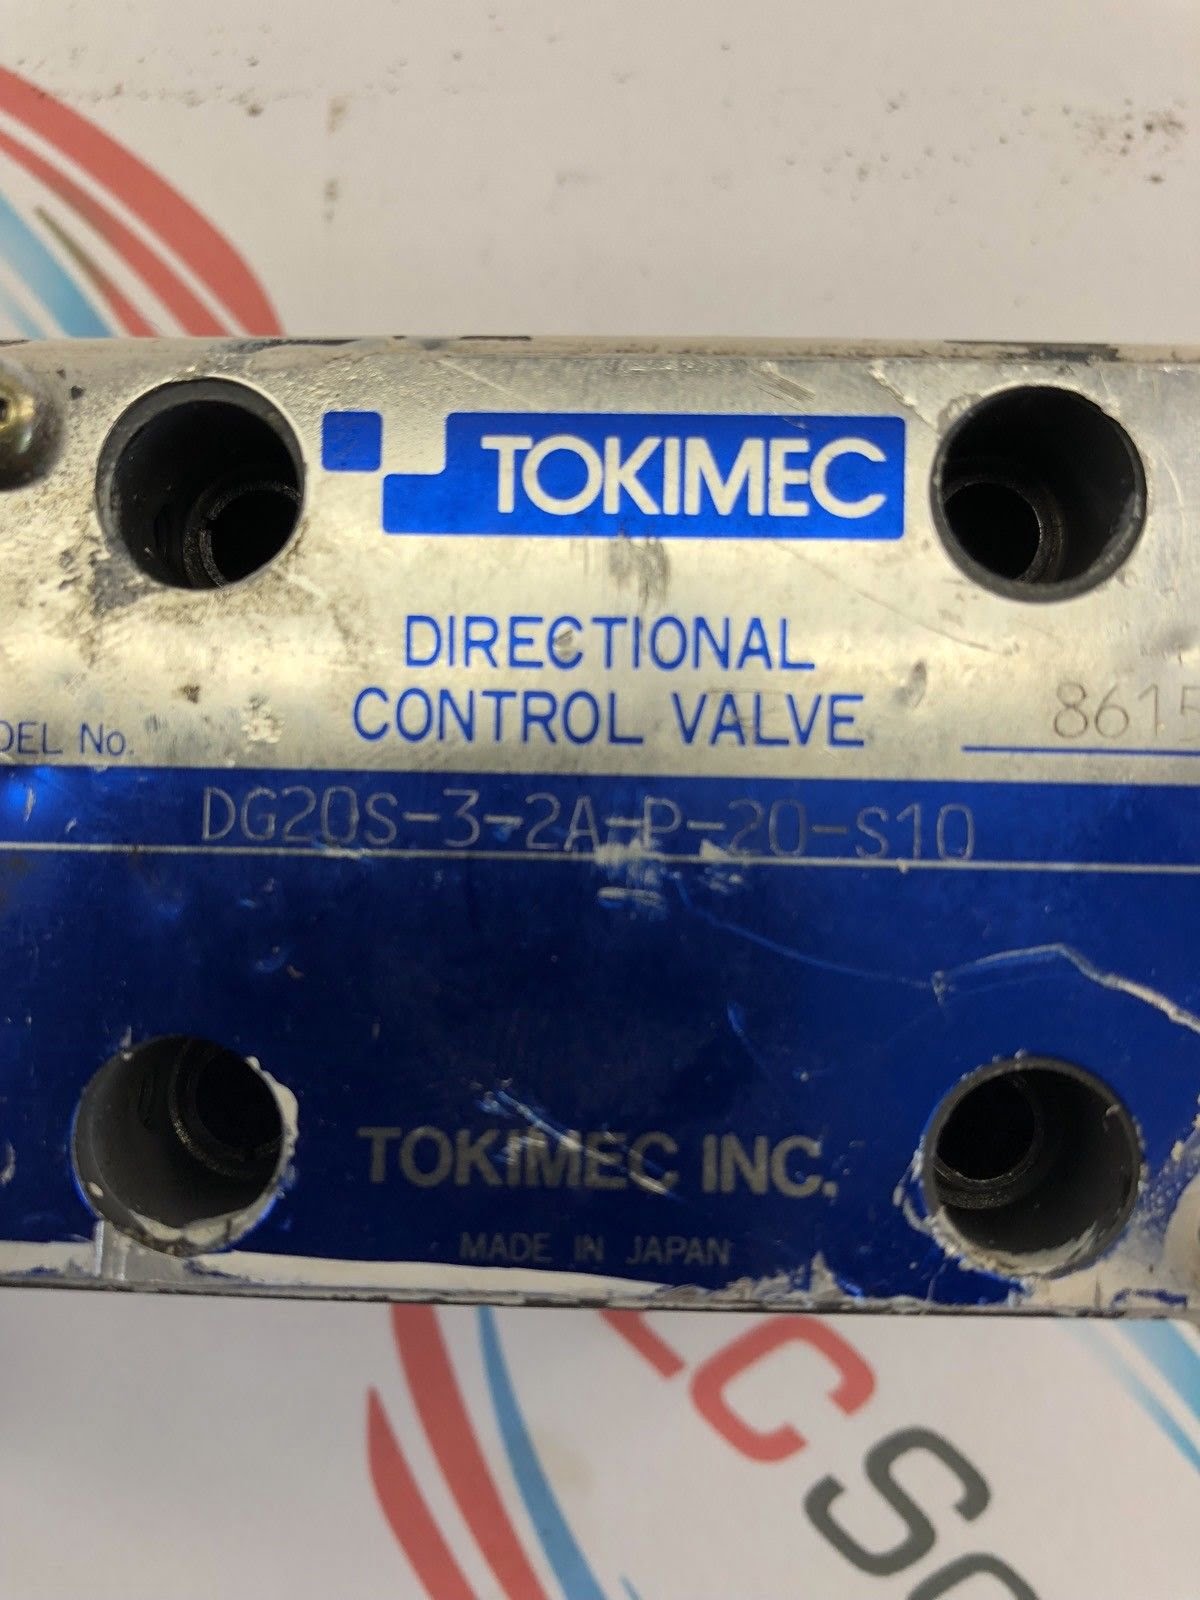 TOKIMEC
DIRECTIONAL
CONTROL VALVE
8615
DEL No.
DG20S-3-2A-P-20-S10
TOKIMEC INC.
MADE IN JAPAN